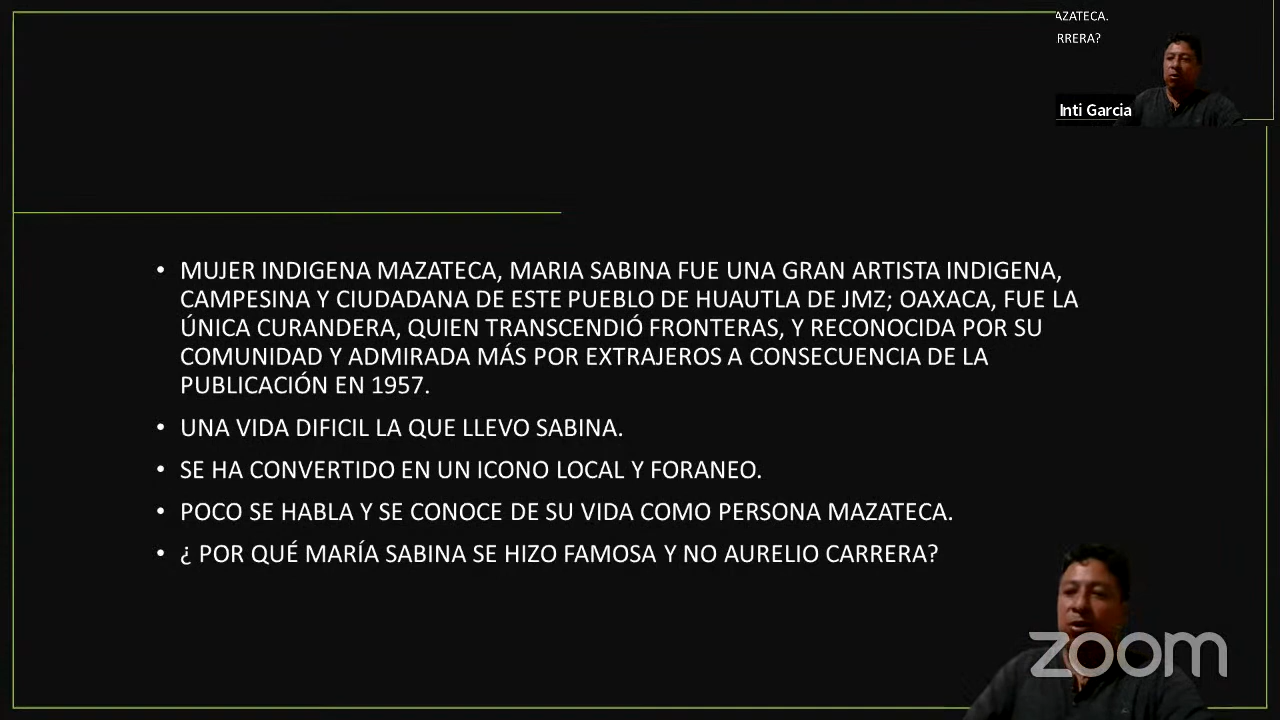 AZATECA.
RRERA?
Inti Garcia
• MUJER INDIGENA MAZATECA, MARIA SABINA FUE UNA GRAN ARTISTA INDIGENA,
CAMPESINA Y CIUDADANA DE ESTE PUEBLO DE HUAUTLA DE JMZ; OAXACA, FUE LA
ÚNICA CURANDERA, QUIEN TRANSCENDIÓ FRONTERAS, Y RECONOCIDA POR SU
COMUNIDAD Y ADMIRADA MÁS POR EXTRAJEROS A CONSECUENCIA DE LA
PUBLICACIÓN EN 1957.
• UNA VIDA DIFICIL LA QUE LLEVO SABINA.
• SE HA CONVERTIDO EN UN ICONO LOCAL Y FORANEO.
• POCO SE HABLA Y SE CONOCE DE SU VIDA COMO PERSONA MAZATECA.
• ¿ POR QUÉ MARÍA SABINA SE HIZO FAMOSA Y NO AURELIO CARRERA?
zoom